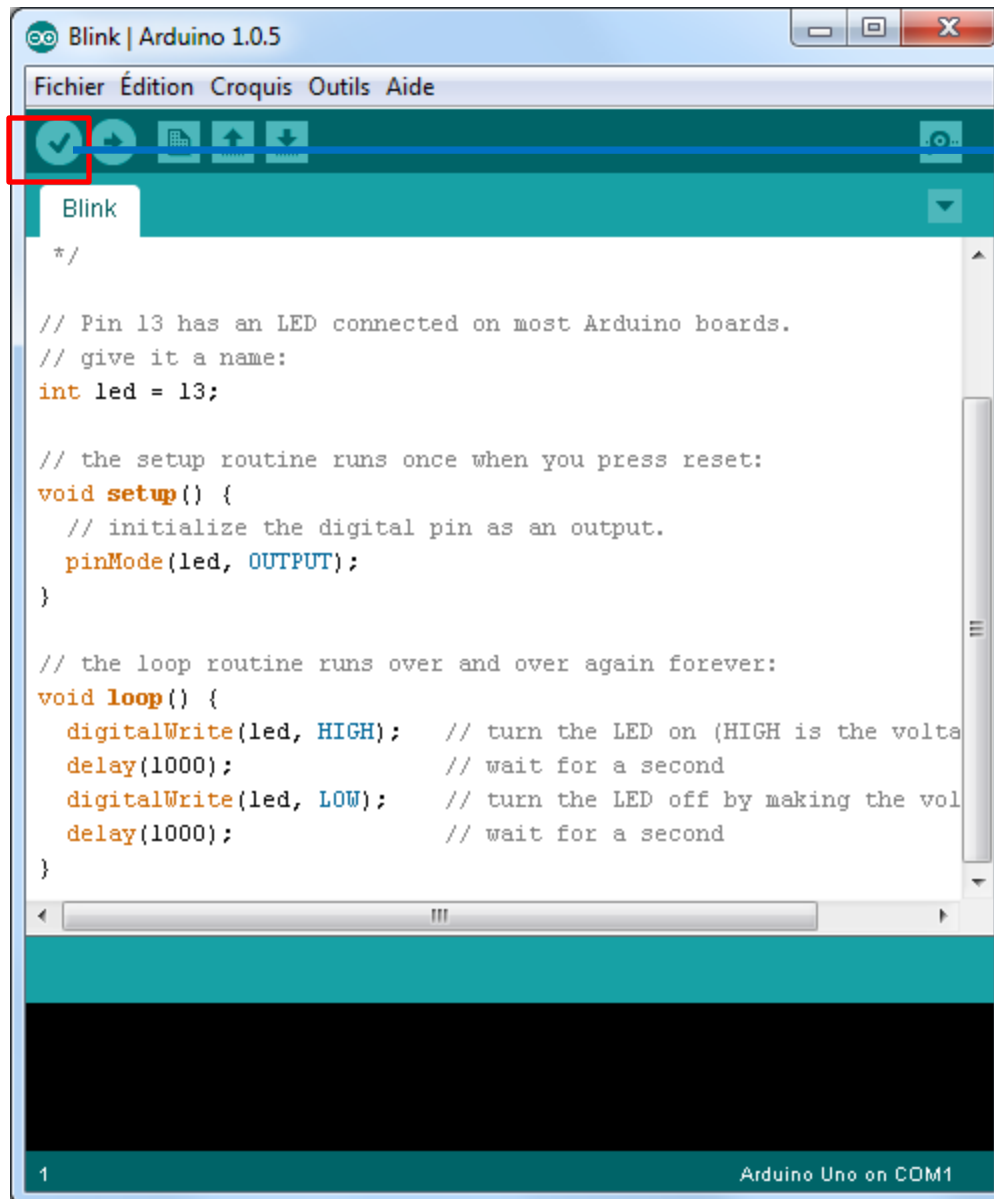 Blink | Arduino 1.0.5
Fichier Édition Croquis Outils Aide
Blink
*/
// Pin 13 has an LED connected on most Arduino boards.
// give it a name:
int led = 13;
// the setup routine runs once when you press reset:
void setup() {
// initialize the digital pin as an output.
pinMode(led, OUTPUT);
}
// the loop routine runs over and over again forever:
void loop() {
digitalWrite(led, HIGH); // turn the LED on (HIGH is the volta
delay(1000); // wait for a second
digitalWrite(led, LOW); // turn the LED off by making the vol
delay(1000); // wait for a second
}
1 Arduino Uno on COM1